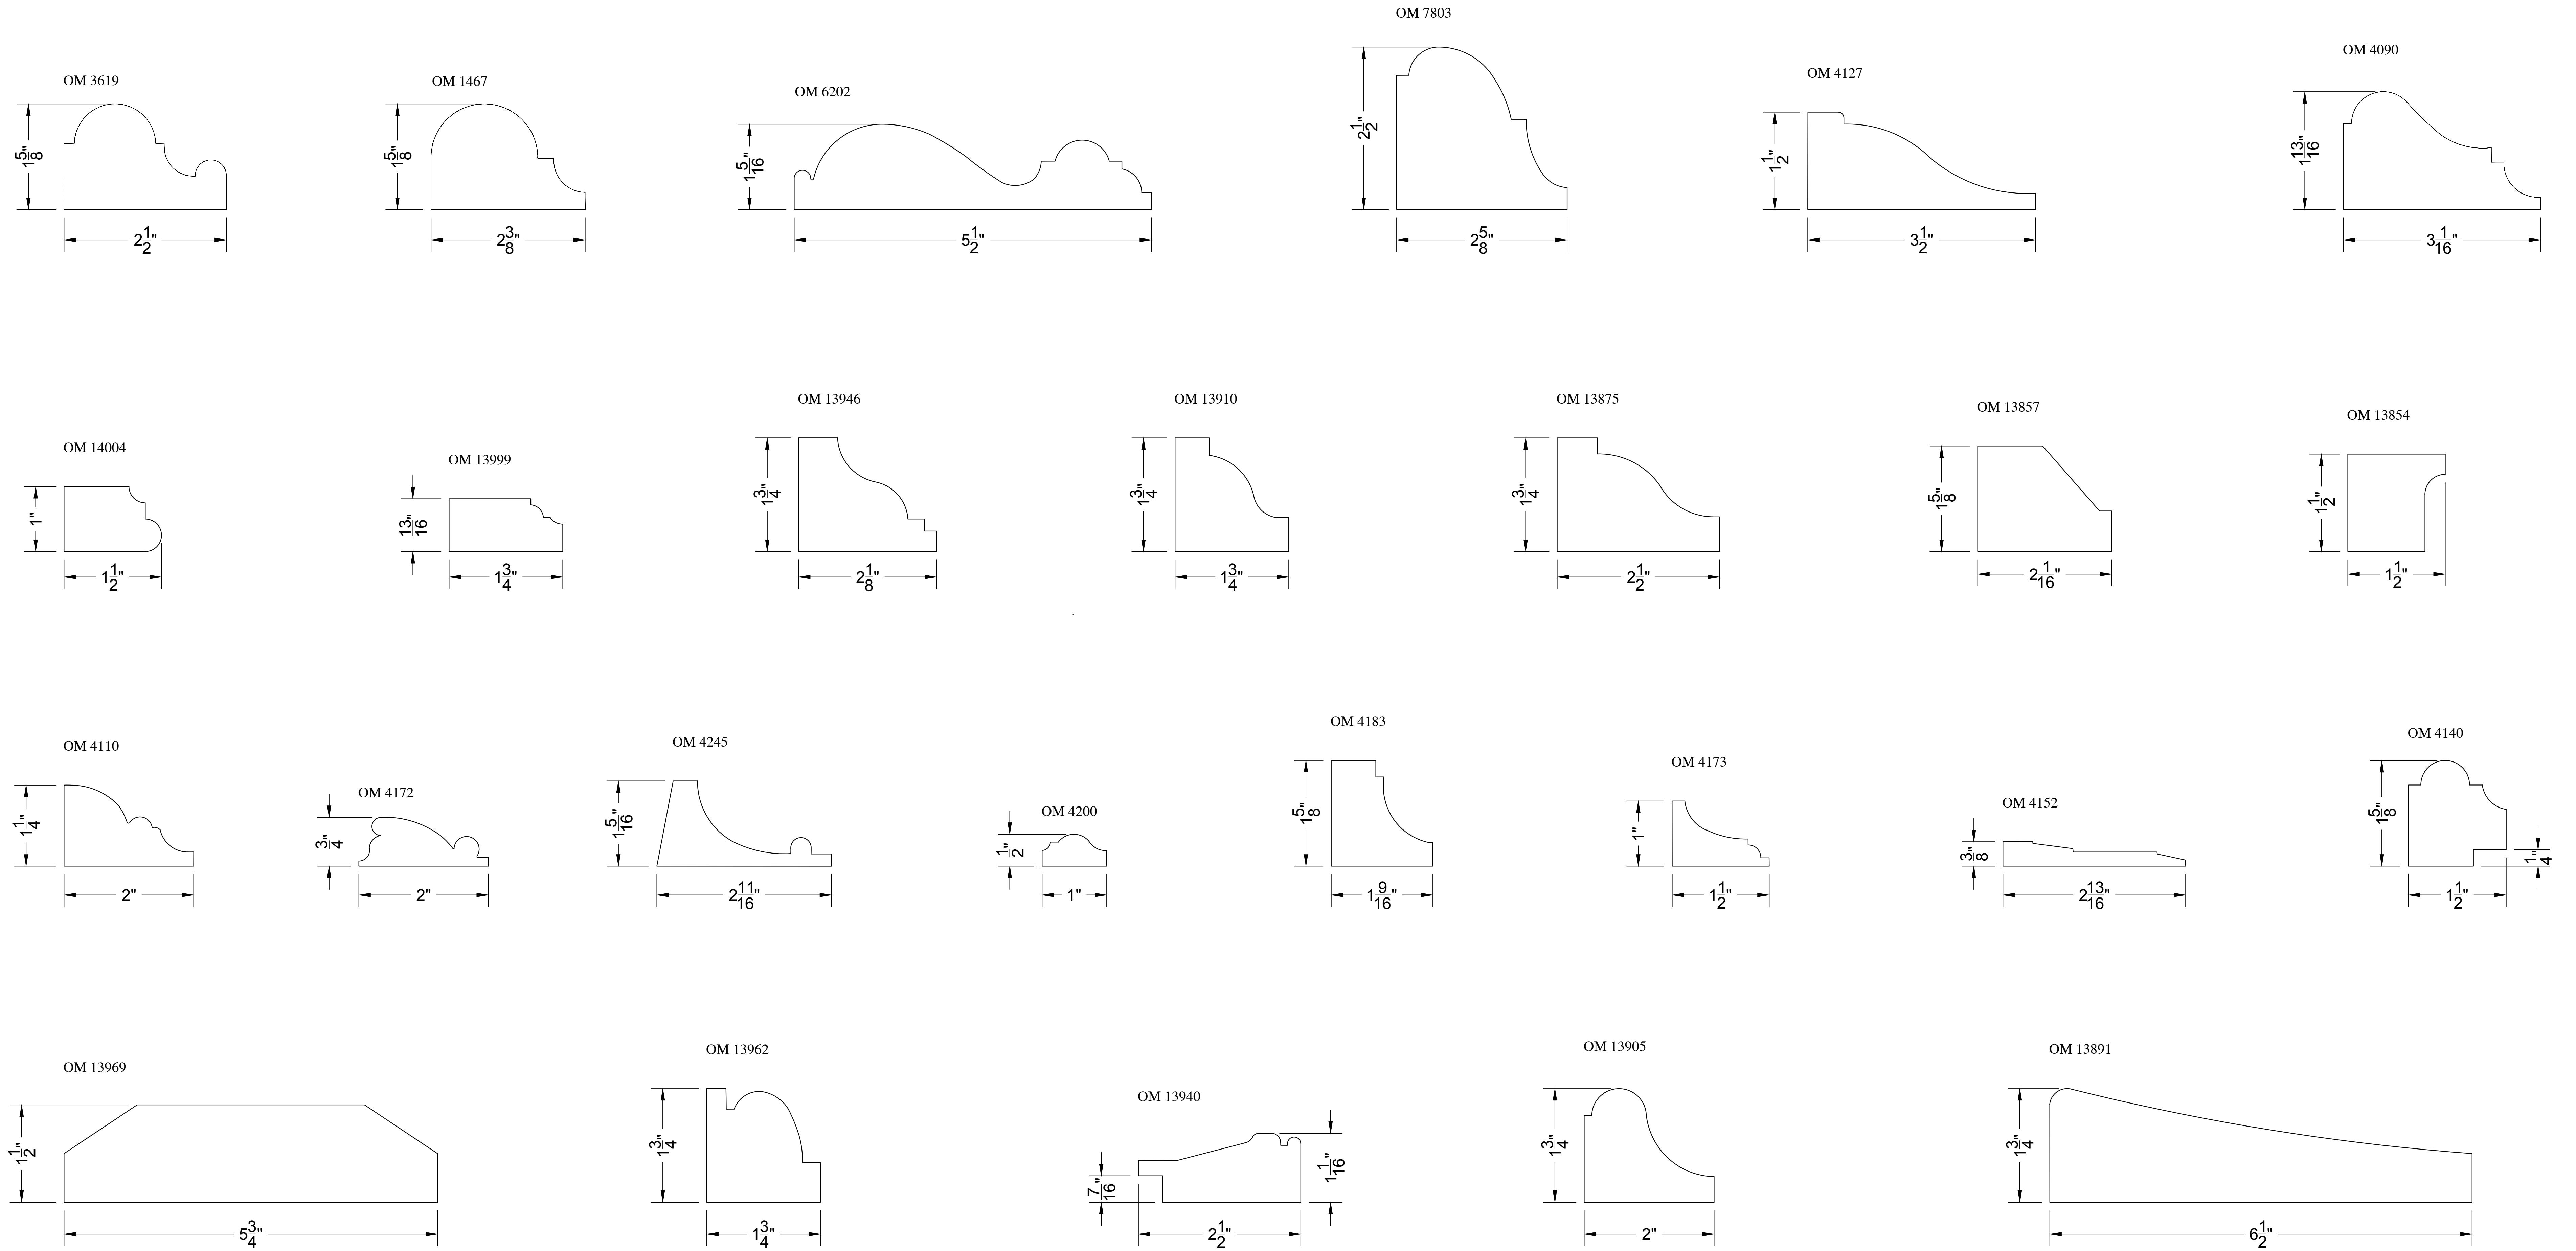 OM 7803
OM 4090
OM 4127
OM 3619
OM 1467
OM 6202
1 5/8"
1 5/8"
1 5/16"
2 1/2"
1 1/2"
1 13/16"
2 1/2"
2 3/8"
5 1/2"
2 5/8"
3 1/2"
3 1/16"
OM 13946
OM 13910
OM 13875
OM 13857
OM 13854
OM 14004
OM 13999
1"
13/16"
1 3/4"
1 3/4"
1 3/4"
1 5/8"
1 1/2"
1 1/2"
1 3/4"
2 1/8"
1 3/4"
2 1/2"
2 1/16"
1 1/2"
OM 4183
OM 4140
OM 4245
OM 4110
OM 4173
OM 4172
OM 4152
OM 4200
1 1/4"
3/4"
1 5/16"
1/2"
1 5/8"
1"
3/8"
1 5/8"
1/4"
2"
2"
2 11/16"
1"
1 9/16"
1 1/2"
2 13/16"
1 1/2"
OM 13905
OM 13962
OM 13891
OM 13969
OM 13940
1 1/2"
1 3/4"
7/16"
1 1/16"
1 3/4"
1 3/4"
5 3/4"
1 3/4"
2 1/2"
2"
6 1/2"